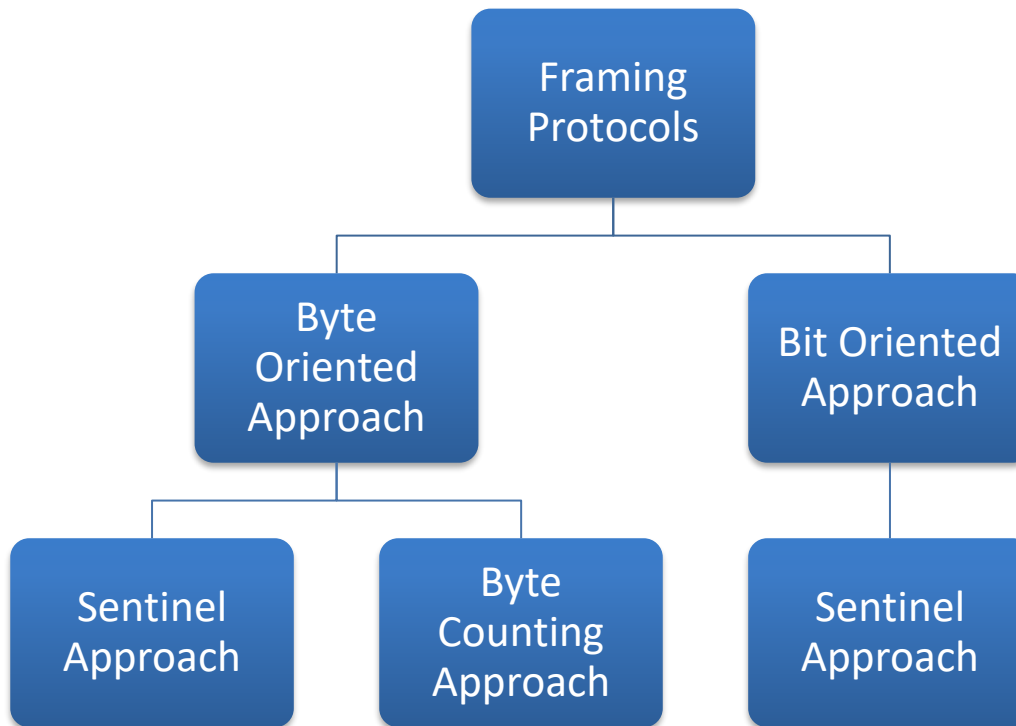 Framing
Protocols
Byte
Oriented
Approach
Bit Oriented
Approach
Sentinel
Approach
Byte
Counting
Approach
Sentinel
Approach